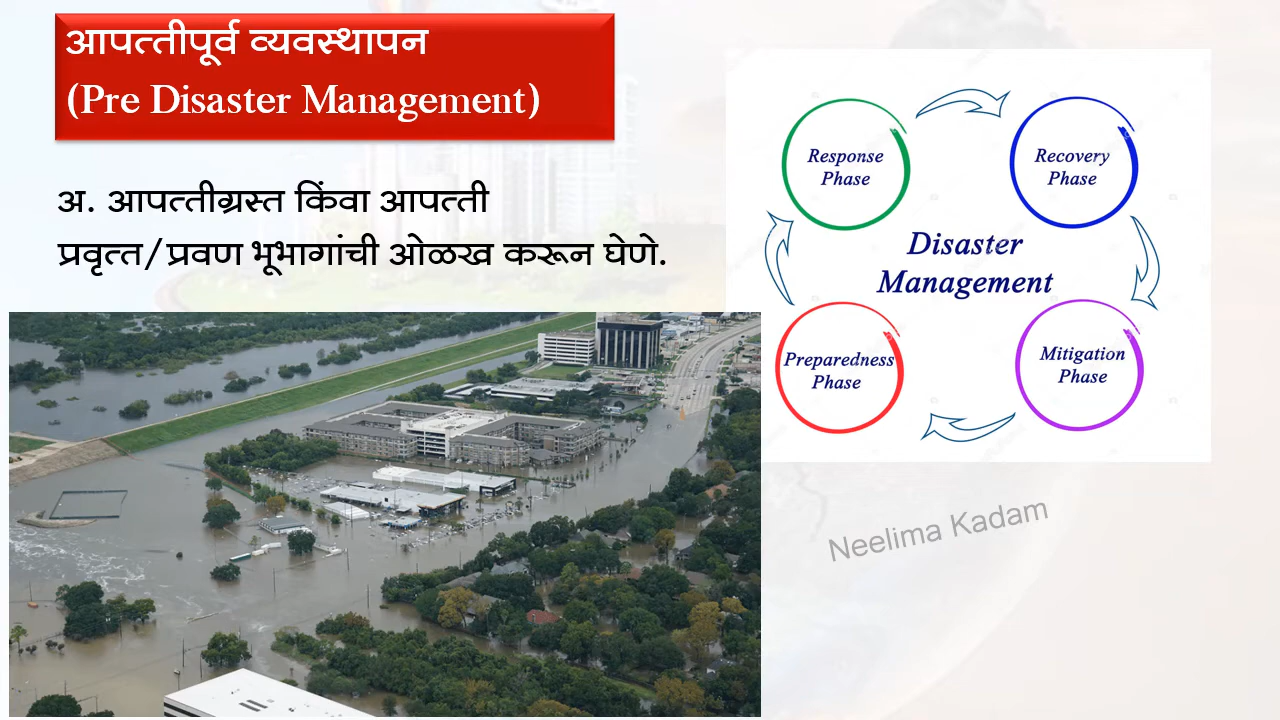 आपत्तीपूर्व व्यवस्थापन
(Pre Disaster Management)
अ. आपत्तीग्रस्त किंवा आपत्ती
प्रवृत्त/प्रवण भूभागांची ओळख करून घेणे.
Response
Phase
Recovery
Phase
Disaster
Management
Preparedness
Phase
Mitigation
Phase
Neelima Kadam